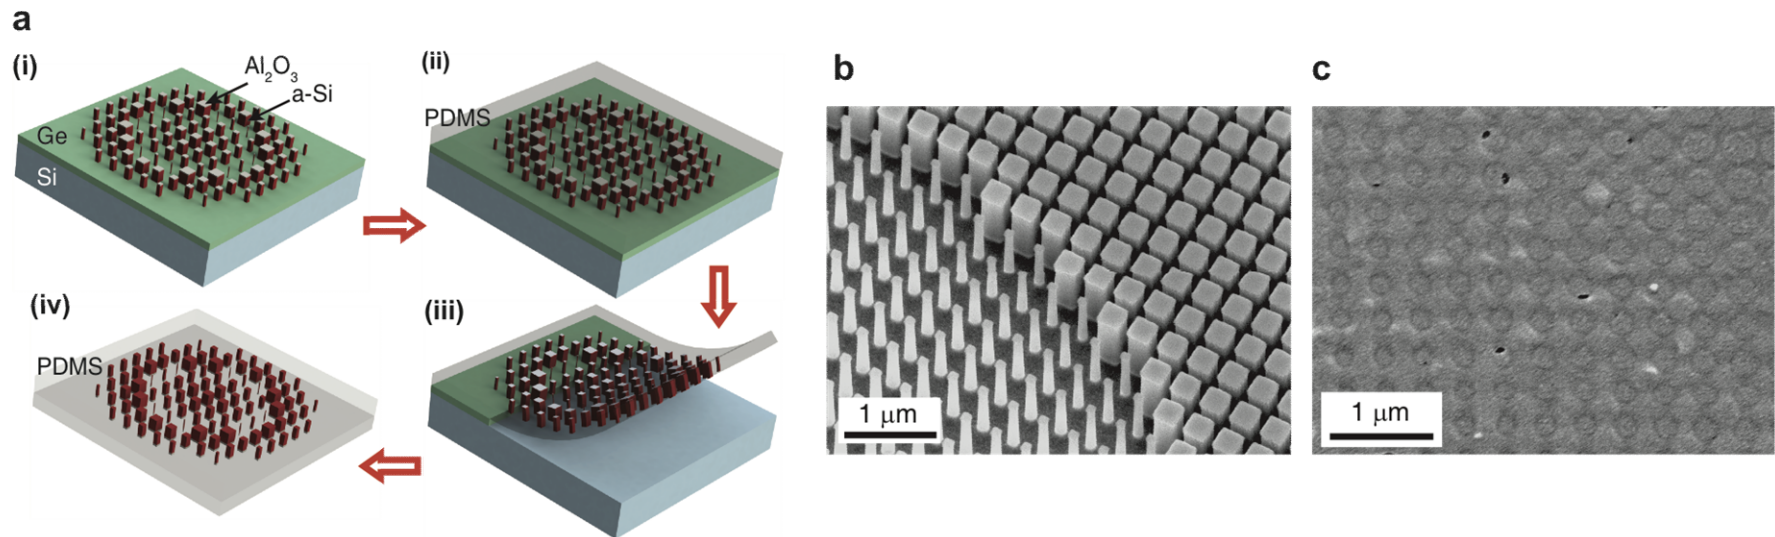 a
(i)
Al₂O₃
a-Si
Ge
Si
(ii)
PDMS
(iv)
PDMS
(iii)
b
1 μm
c
1 μm